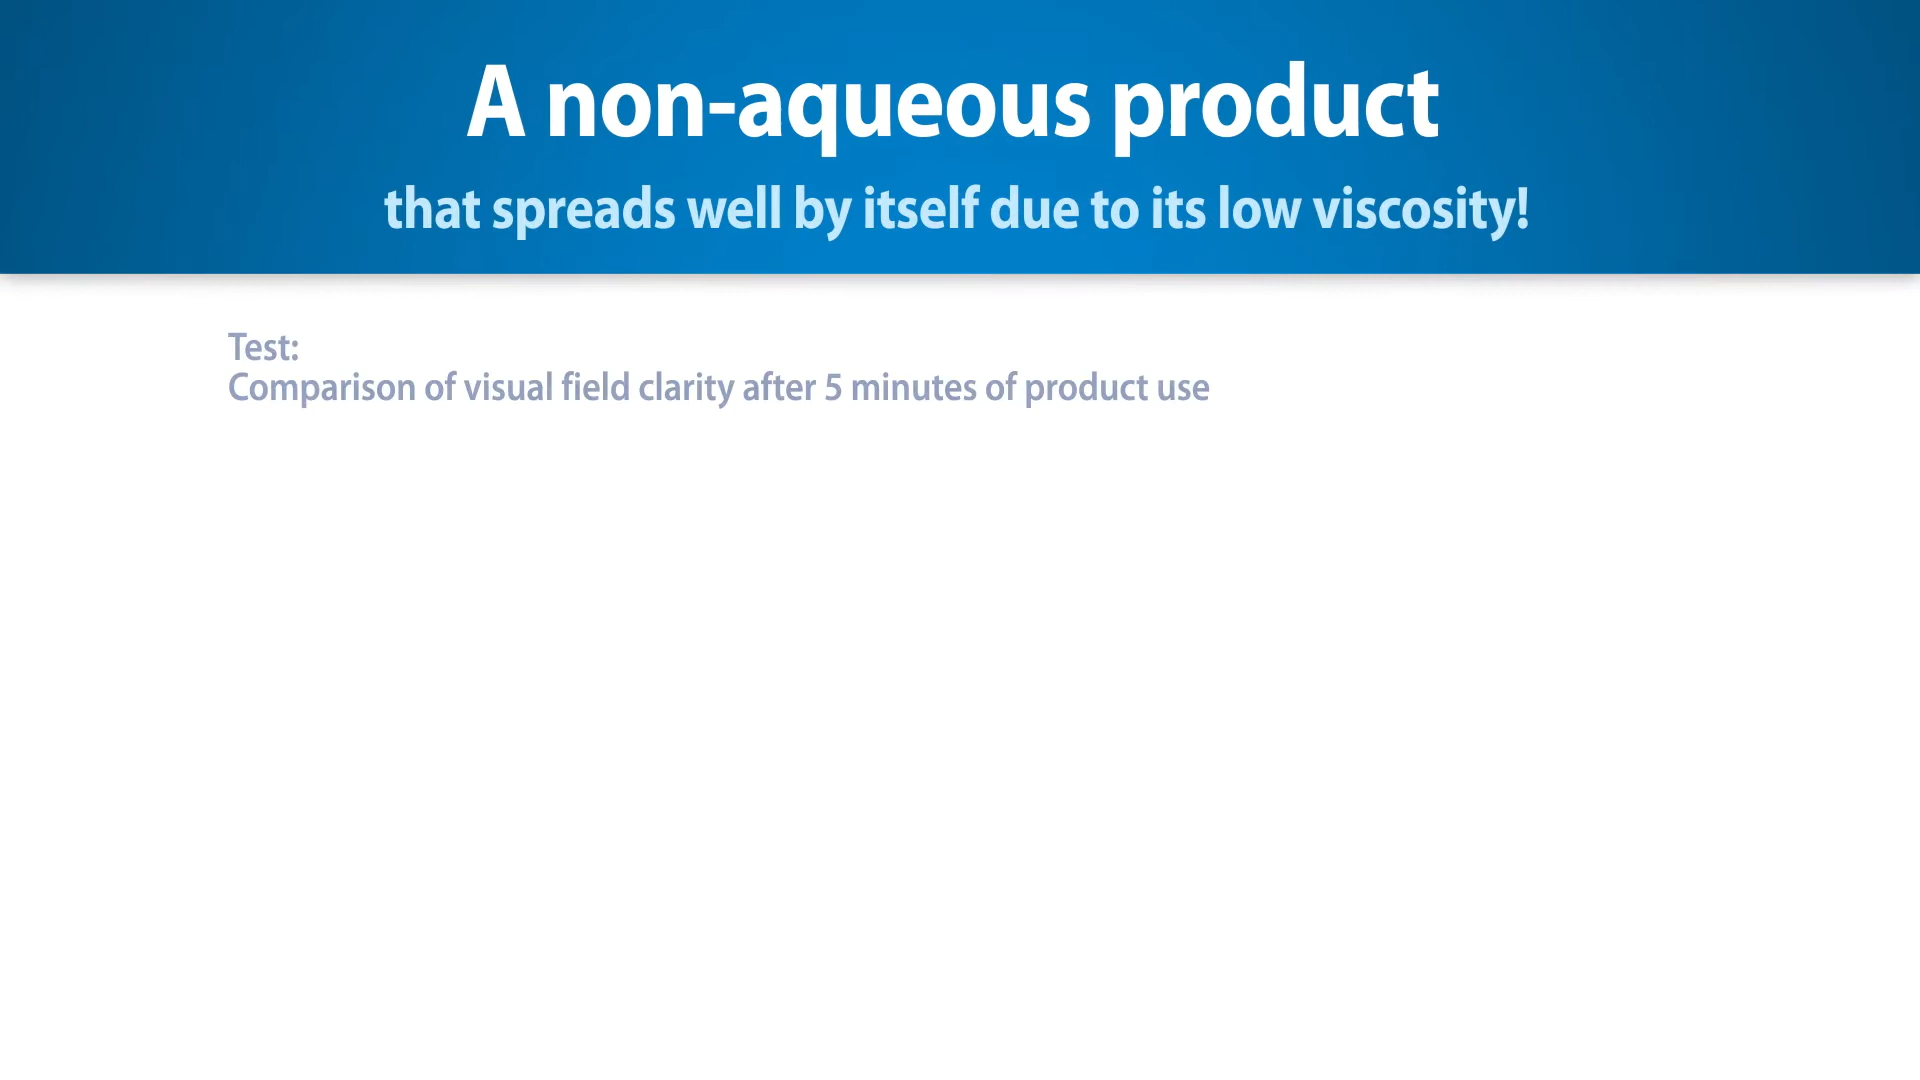 A non-aqueous product
that spreads well by itself due to its low viscosity!
Test:
Comparison of visual field clarity after 5 minutes of product use